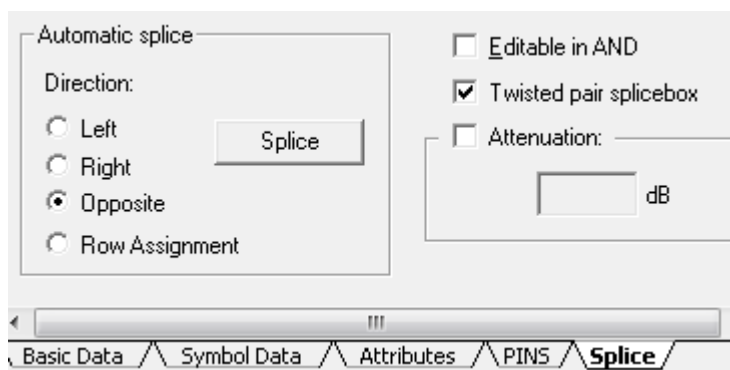 Automatic splice
Direction:
Left
Right
Opposite
Row Assignment
Splice
Editable in AND
Twisted pair splicebox
Attenuation:
dB
Basic Data
Symbol Data
Attributes
PINS
Splice